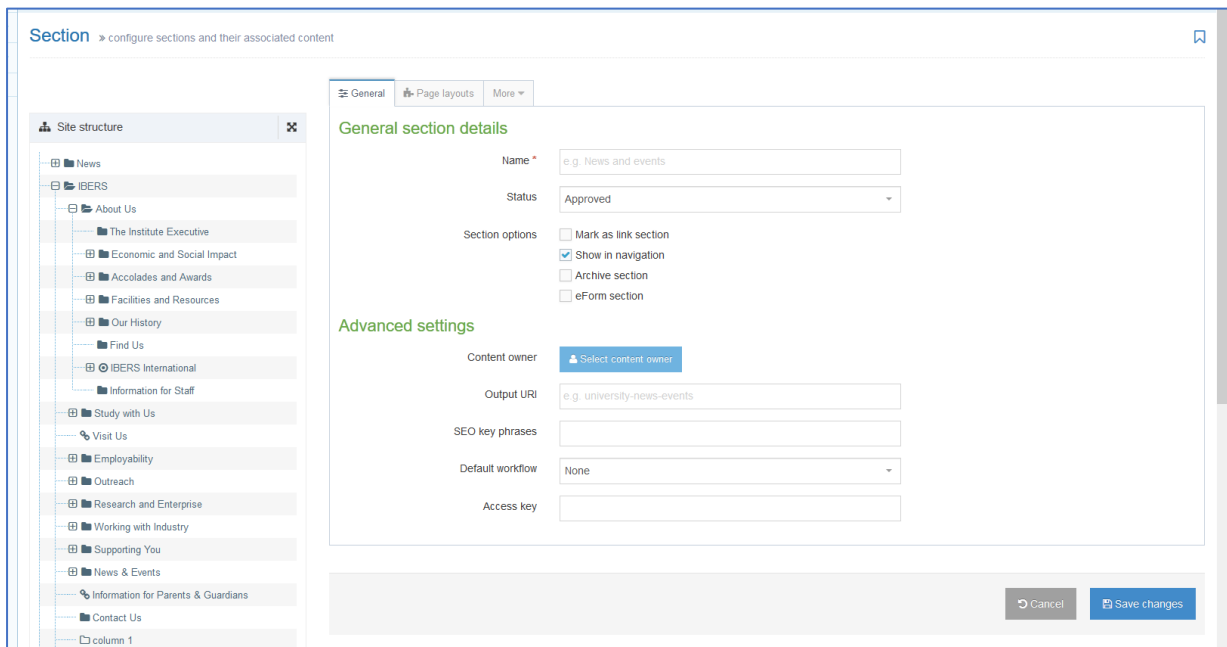 Section » configure sections and their associated content
General Page layouts More
Site structure
News
IBERS
About Us
The Institute Executive
Economic and Social Impact
Accolades and Awards
Facilities and Resources
Our History
Find Us
IBERS International
Information for Staff
Study with Us
Visit Us
Employability
Outreach
Research and Enterprise
Working with Industry
Supporting You
News & Events
Information for Parents & Guardians
Contact Us
column 1
General section details
Name * e.g. News and events
Status Approved
Section options Mark as link section
Show in navigation
Archive section
eForm section
Advanced settings
Content owner Select content owner
Output URI e.g. university-news-events
SEO key phrases
Default workflow None
Access key
Cancel Save changes